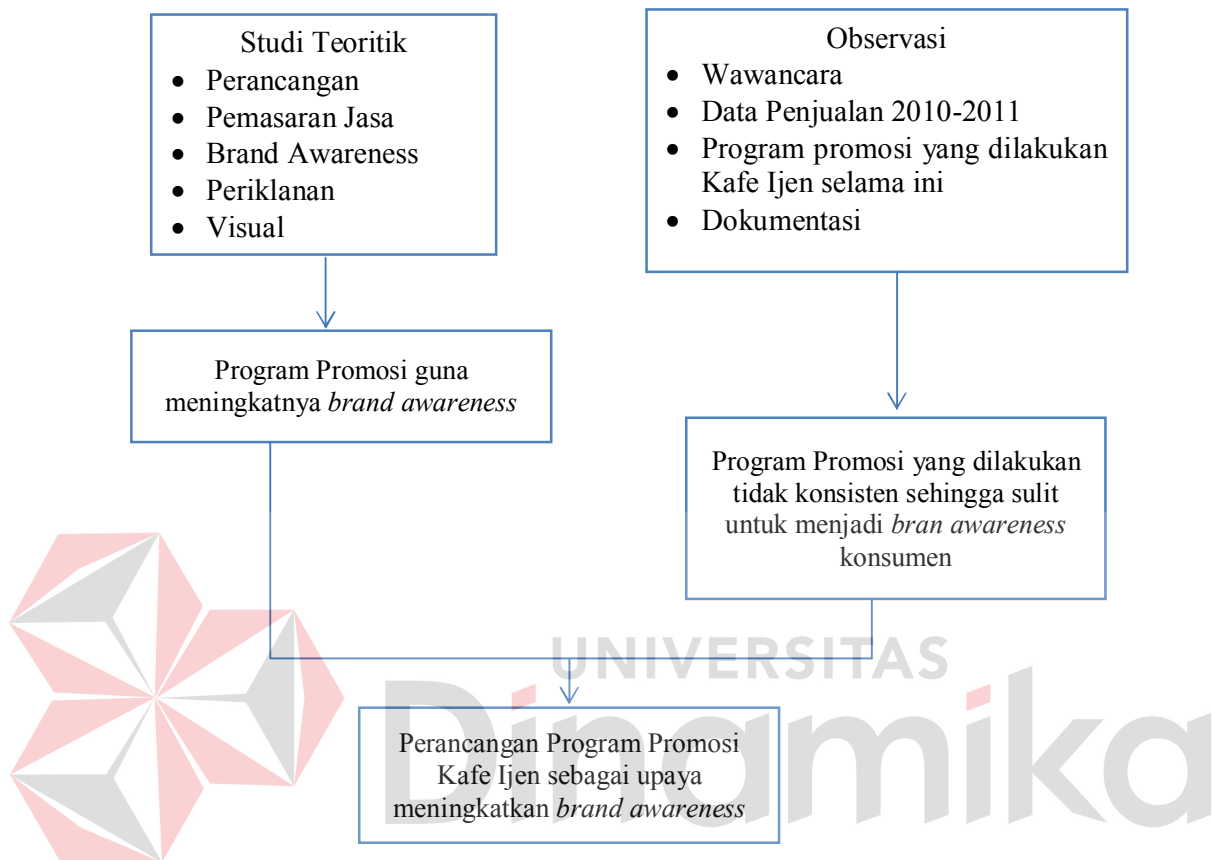 Studi Teoritik
• Perancangan
• Pemasaran Jasa
• Brand Awareness
• Periklanan
• Visual
Observasi
• Wawancara
• Data Penjualan 2010-2011
• Program promosi yang dilakukan
Kafe Ijen selama ini
• Dokumentasi
Program Promosi guna
meningkatnya brand awareness
Program Promosi yang dilakukan
tidak konsisten sehingga sulit
untuk menjadi bran awareness
konsumen
UNIVERSITAS
Dinamika
Perancangan Program Promosi
Kafe Ijen sebagai upaya
meningkatkan brand awareness